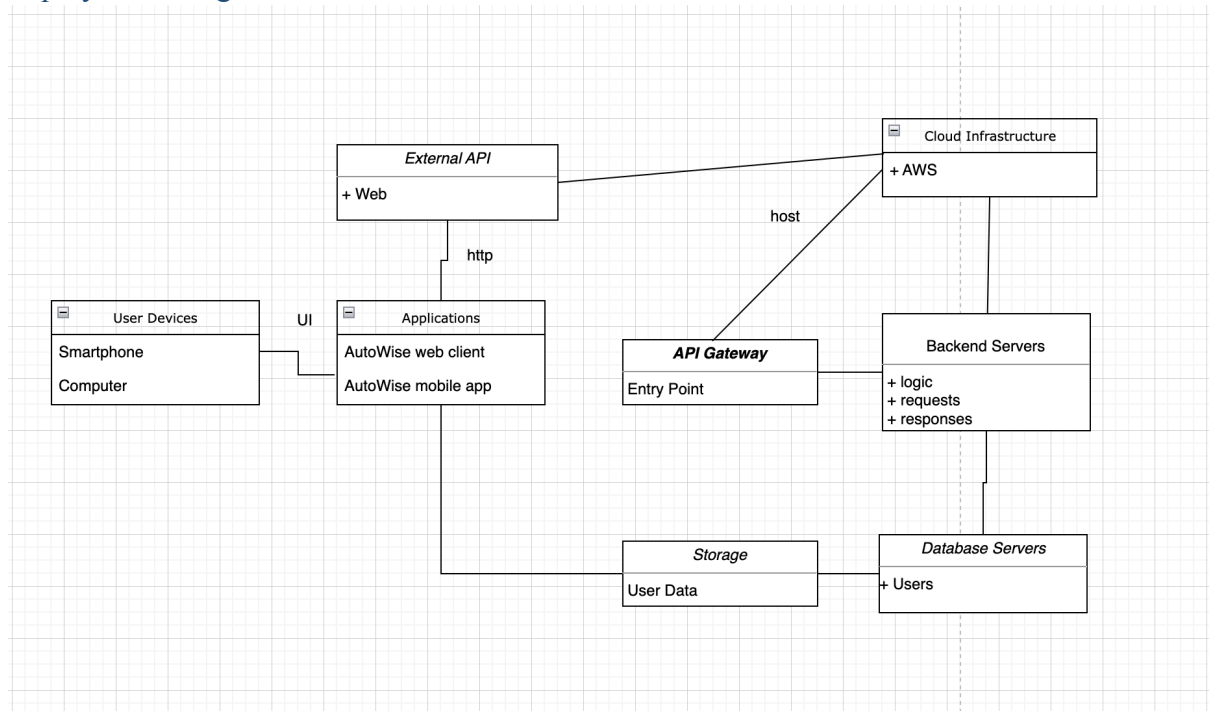 External API
+ Web
Cloud Infrastructure
+ AWS
host
http
User Devices
Smartphone
Computer
UI
Applications
AutoWise web client
AutoWise mobile app
API Gateway
Entry Point
Backend Servers
+ logic
+ requests
+ responses
Storage
User Data
Database Servers
+ Users